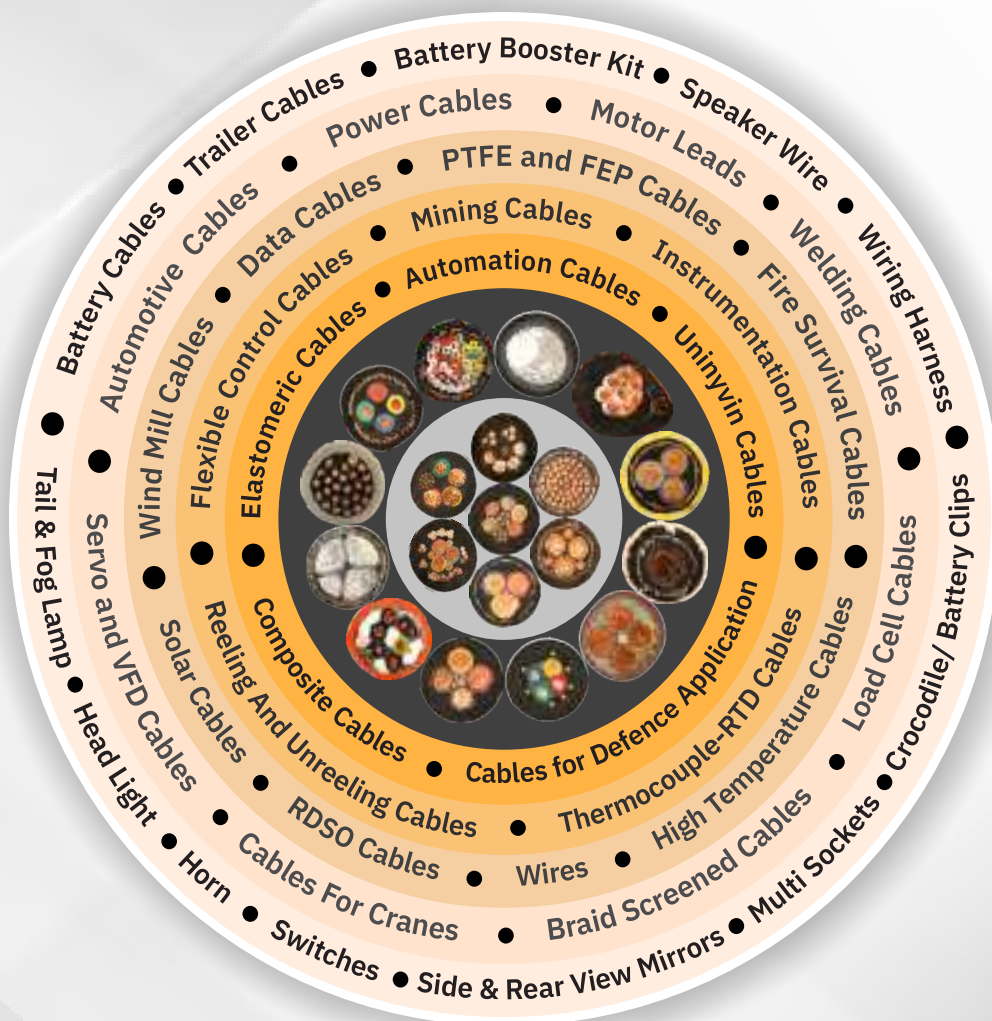 Battery Booster Kit
Speaker Wire
Wiring Harness
Crocodile/ Battery Clips
Multi Sockets
Side & Rear View Mirrors
Switches
Horn
Head Light
Tail & Fog Lamp
Battery Cables
Trailer Cables
Power Cables
Motor Leads
Welding Cables
Load Cell Cables
Braid Screened Cables
Cables For Cranes
Servo and VFD Cables
Automotive Cables
PTFE and FEP Cables
Fire Survival Cables
High Temperature Cables
Wires
RDSO Cables
Solar Cables
Wind Mill Cables
Data Cables
Mining Cables
Instrumentation Cables
Thermocouple-RTD Cables
Reeling And Unreeling Cables
Flexible Control Cables
Automation Cables
Uninyvin Cables
Cables for Defence Application
Composite Cables
Elastomeric Cables